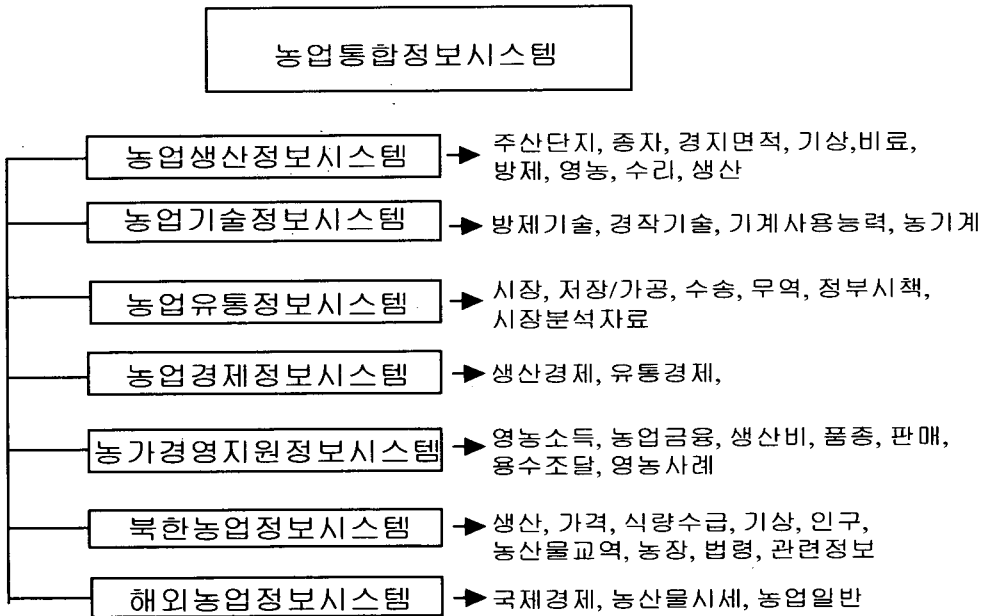 농업통합정보시스템
농업생산정보시스템
주산단지, 종자, 경지면적, 기상,비료,
방제, 영농, 수리, 생산
농업기술정보시스템
방제기술, 경작기술, 기계사용능력, 농기계
농업유통정보시스템
시장, 저장/가공, 수송, 무역, 정부시책,
시장분석자료
농업경제정보시스템
생산경제, 유통경제,
농가경영지원정보시스템
영농소득, 농업금융, 생산비, 품종, 판매,
용수조달, 영농사례
북한농업정보시스템
생산, 가격, 식량수급, 기상, 인구,
농산물교역, 농장, 법령, 관련정보
해외농업정보시스템
국제경제, 농산물시세, 농업일반